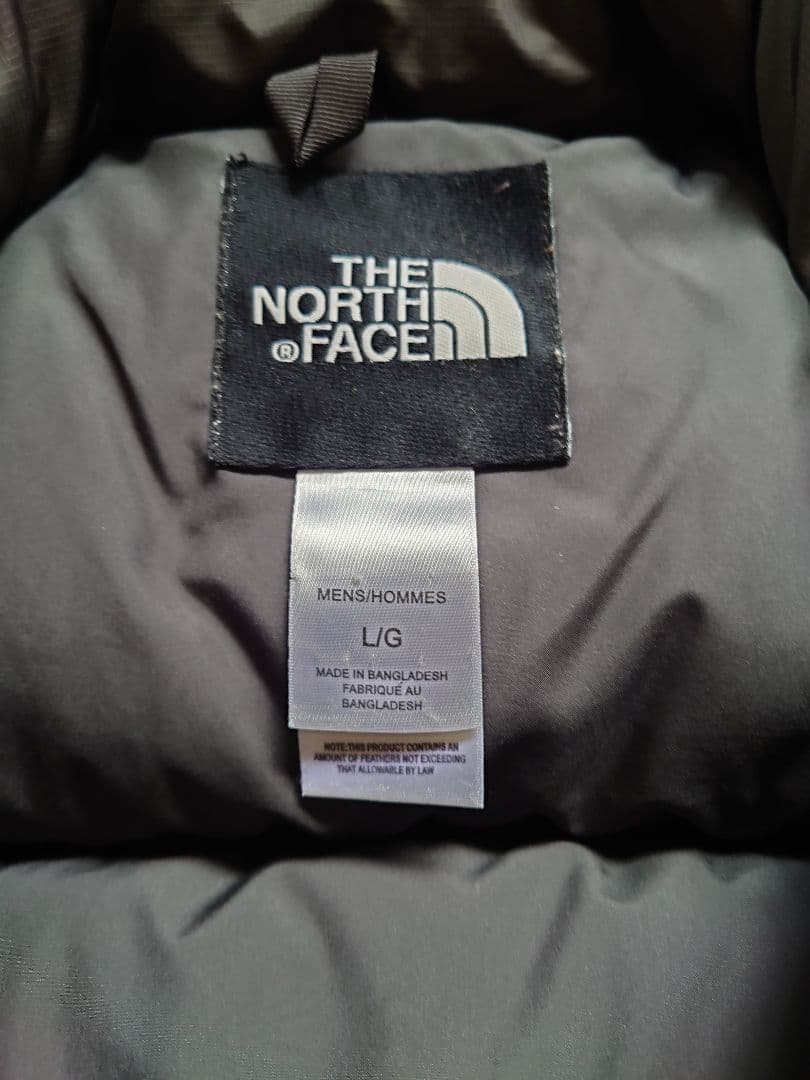 THE
NORTH
®FACE
MENS/HOMMES
L/G
MADE IN BANGLADESH
FABRIQUÉ AU
BANGLADESH
NOTE:THIS PRODUCT CONTAINS AN
AMOUNT OF FEATHERS NOT EXCEEDING
THAT ALLOWABLE BY LAW